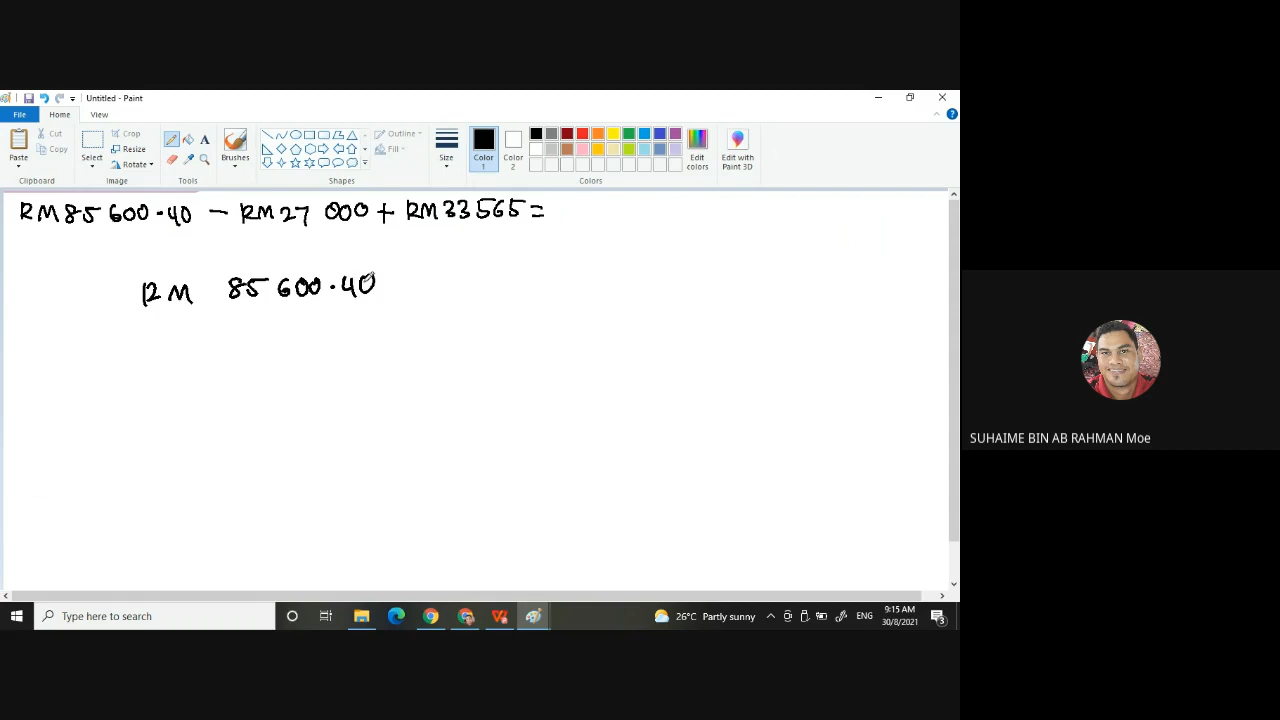 Untitled - Paint
File Home View
Paste
Cut
Copy
Clipboard
Select
Crop
Resize
Rotate
Image
Tools
Brushes
Shapes
Outline
Fill
Size
Color 1
Color 2
Colors
Edit colors
Edit with Paint 3D
RM85 600.40 - RM27 000 + RM33 565 =
RM 85 600.40
SUHAIME BIN AB RAHMAN Moe
Type here to search
26°C Partly sunny
ENG
9:15 AM
30/8/2021
3